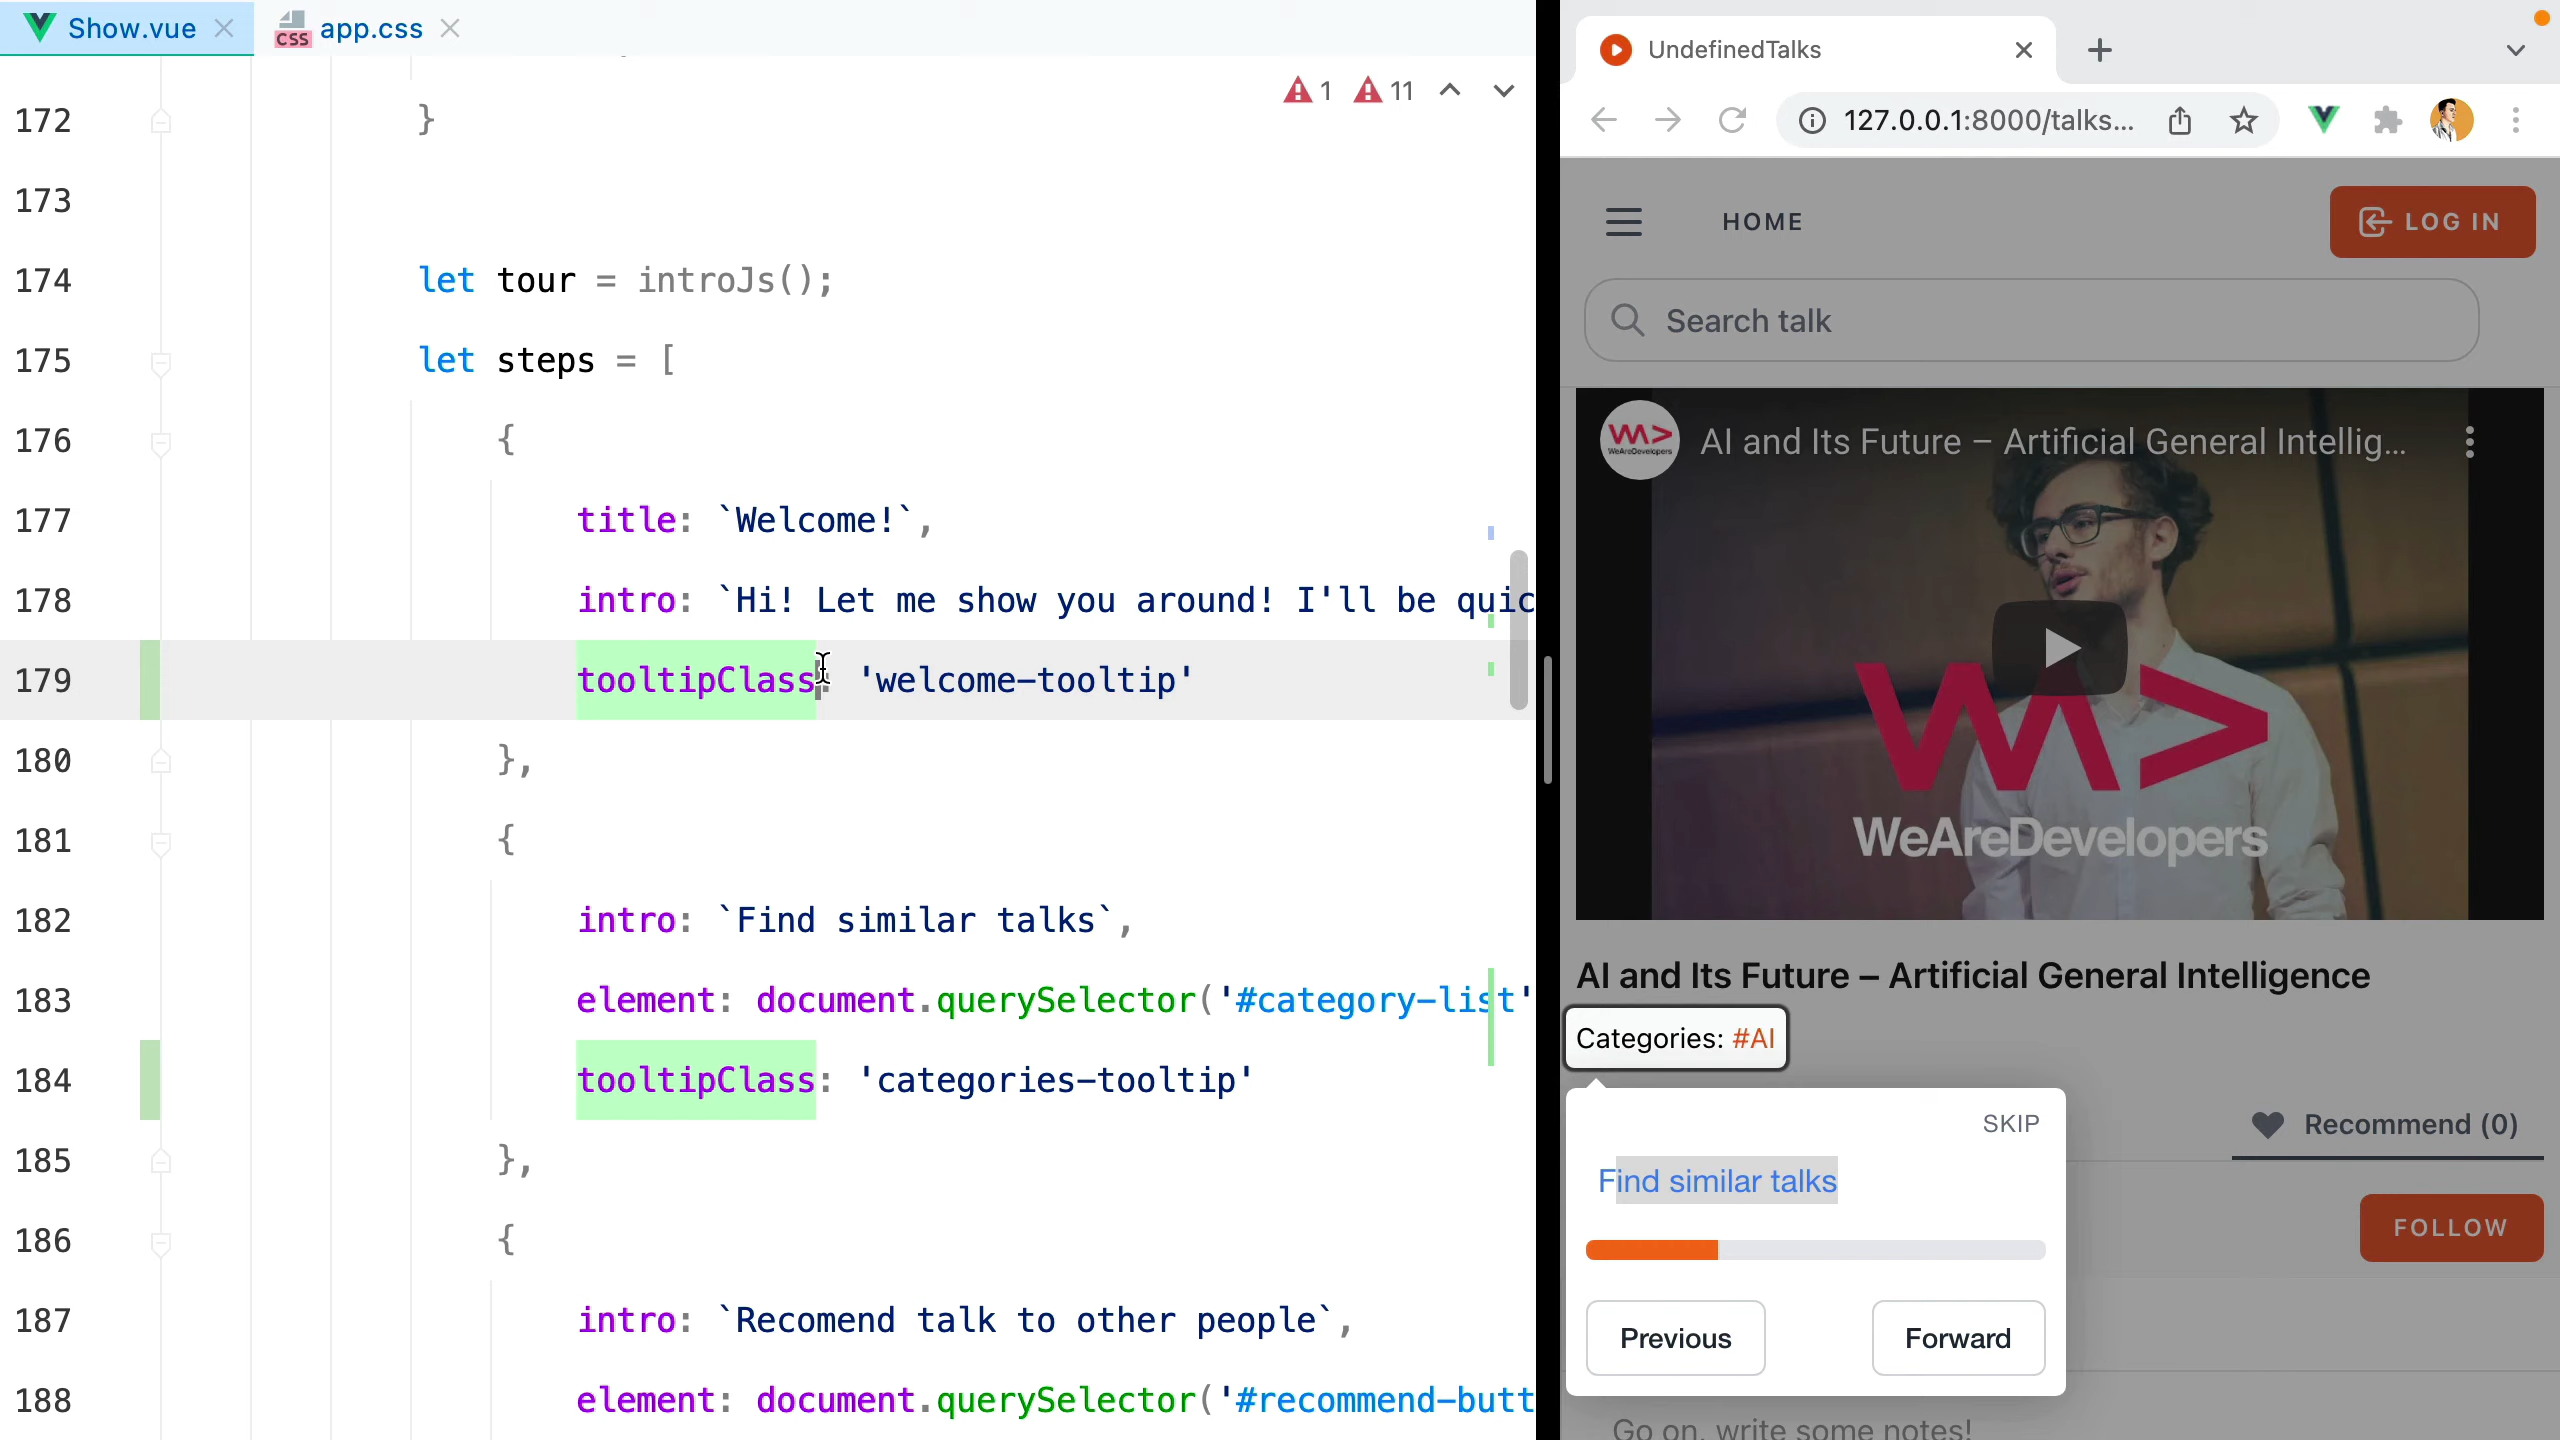 Show.vue
CSS app.css
1 11
172 }
173
174 let tour = introJs();
175 let steps = [
176 {
177 title: `Welcome!`,
178 intro: `Hi! Let me show you around! I'll be quic
179 tooltipClass: 'welcome-tooltip'
180 },
181 {
182 intro: `Find similar talks`,
183 element: document.querySelector('#category-list'
184 tooltipClass: 'categories-tooltip'
185 },
186 {
187 intro: `Recomend talk to other people`,
188 element: document.querySelector('#recommend-butt
UndefinedTalks
127.0.0.1:8000/talks...
HOME
LOG IN
Search talk
WeAreDevelopers
AI and Its Future – Artificial General Intellig...
WeAreDevelopers
AI and Its Future – Artificial General Intelligence
Categories: #AI
SKIP
Recommend (0)
Find similar talks
FOLLOW
Previous
Forward
Go on, write some notes!